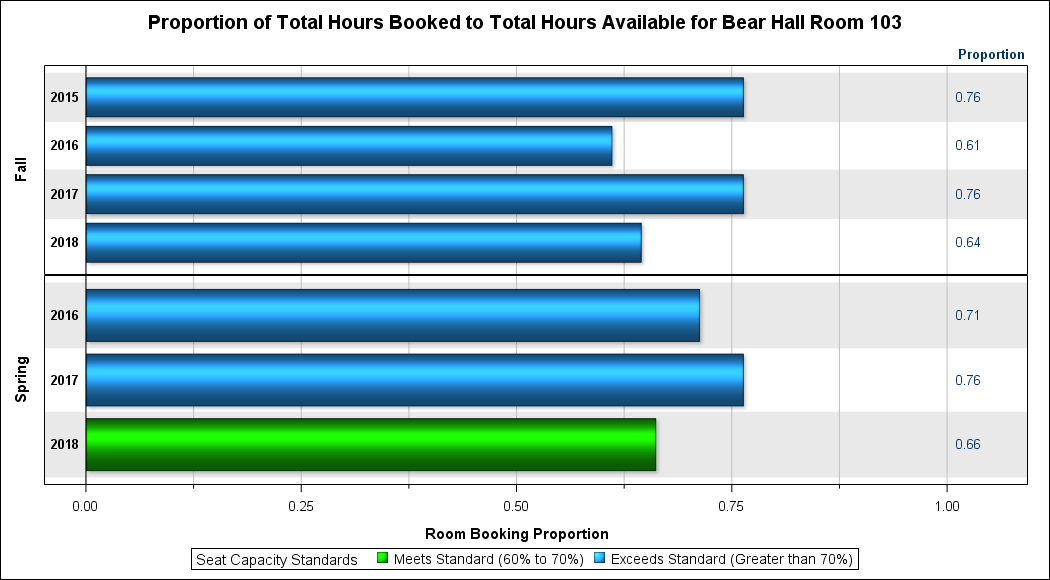 Proportion of Total Hours Booked to Total Hours Available for Bear Hall Room 103
Proportion
Fall
2015 0.76
2016 0.61
2017 0.76
2018 0.64
Spring
2016 0.71
2017 0.76
2018 0.66
0.00 0.25 0.50 0.75 1.00
Room Booking Proportion
Seat Capacity Standards Meets Standard (60% to 70%) Exceeds Standard (Greater than 70%)